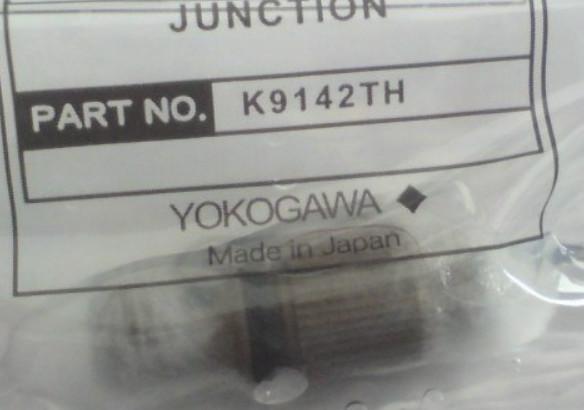 JUNCTION
PART NO. K9142TH
YOKOGAWA
Made in Japan